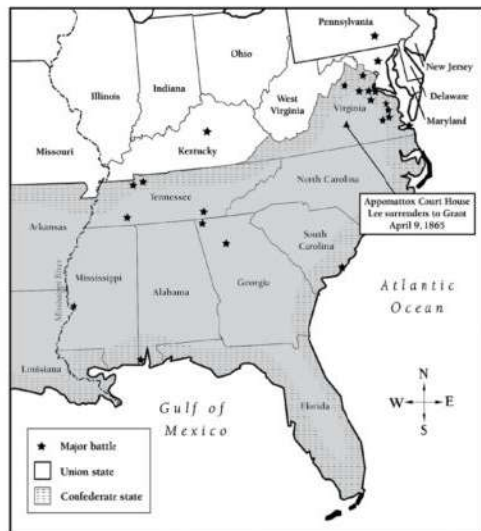 Pennsylvania
Ohio
New Jersey
Indiana
Illinois
Delaware
West
Virginia
Virginia
Maryland
Missouri
Kentucky
North Carolina
Tennessee
Appomattox Court House
Lee surrenders to Grant
April 9, 1865
Arkansas
South
Carolina
Mississippi River
Mississippi
Alabama
Georgia
Atlantic
Ocean
Louisiana
Florida
Gulf of
Mexico
N
W
E
S
Major battle
Union state
Confederate state